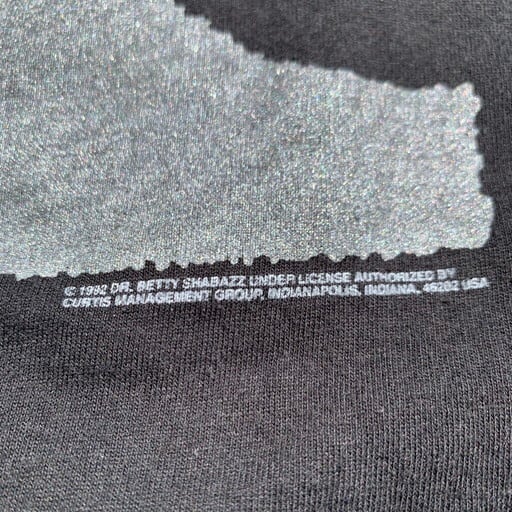 © 1992 DR. BETTY SHABAZZ UNDER LICENSE AUTHORIZED BY
CURTIS MANAGEMENT GROUP, INDIANAPOLIS, INDIANA, 46202 USA